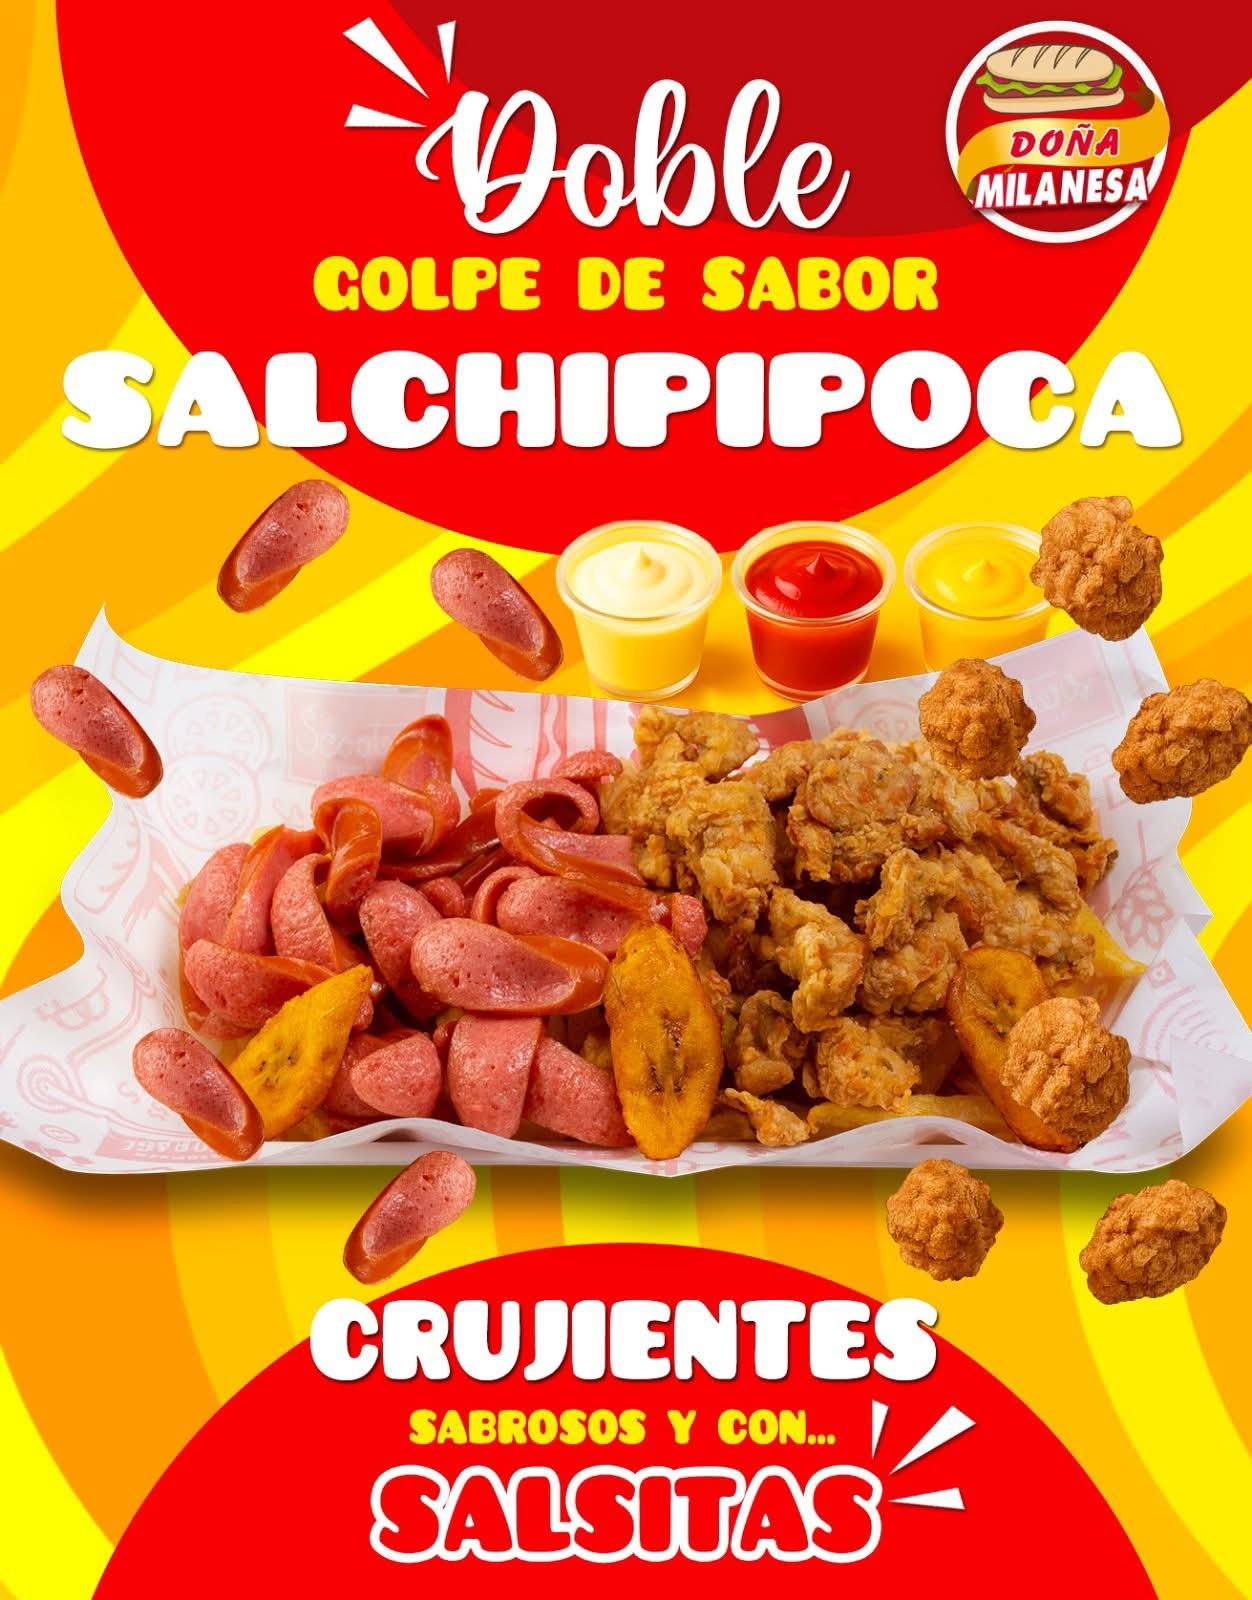 Doble
DOÑA
MILANESA
GOLPE DE SABOR
SALCHIPIPOCA
CRUJIENTES
SABROSOS Y CON...
SALSITAS